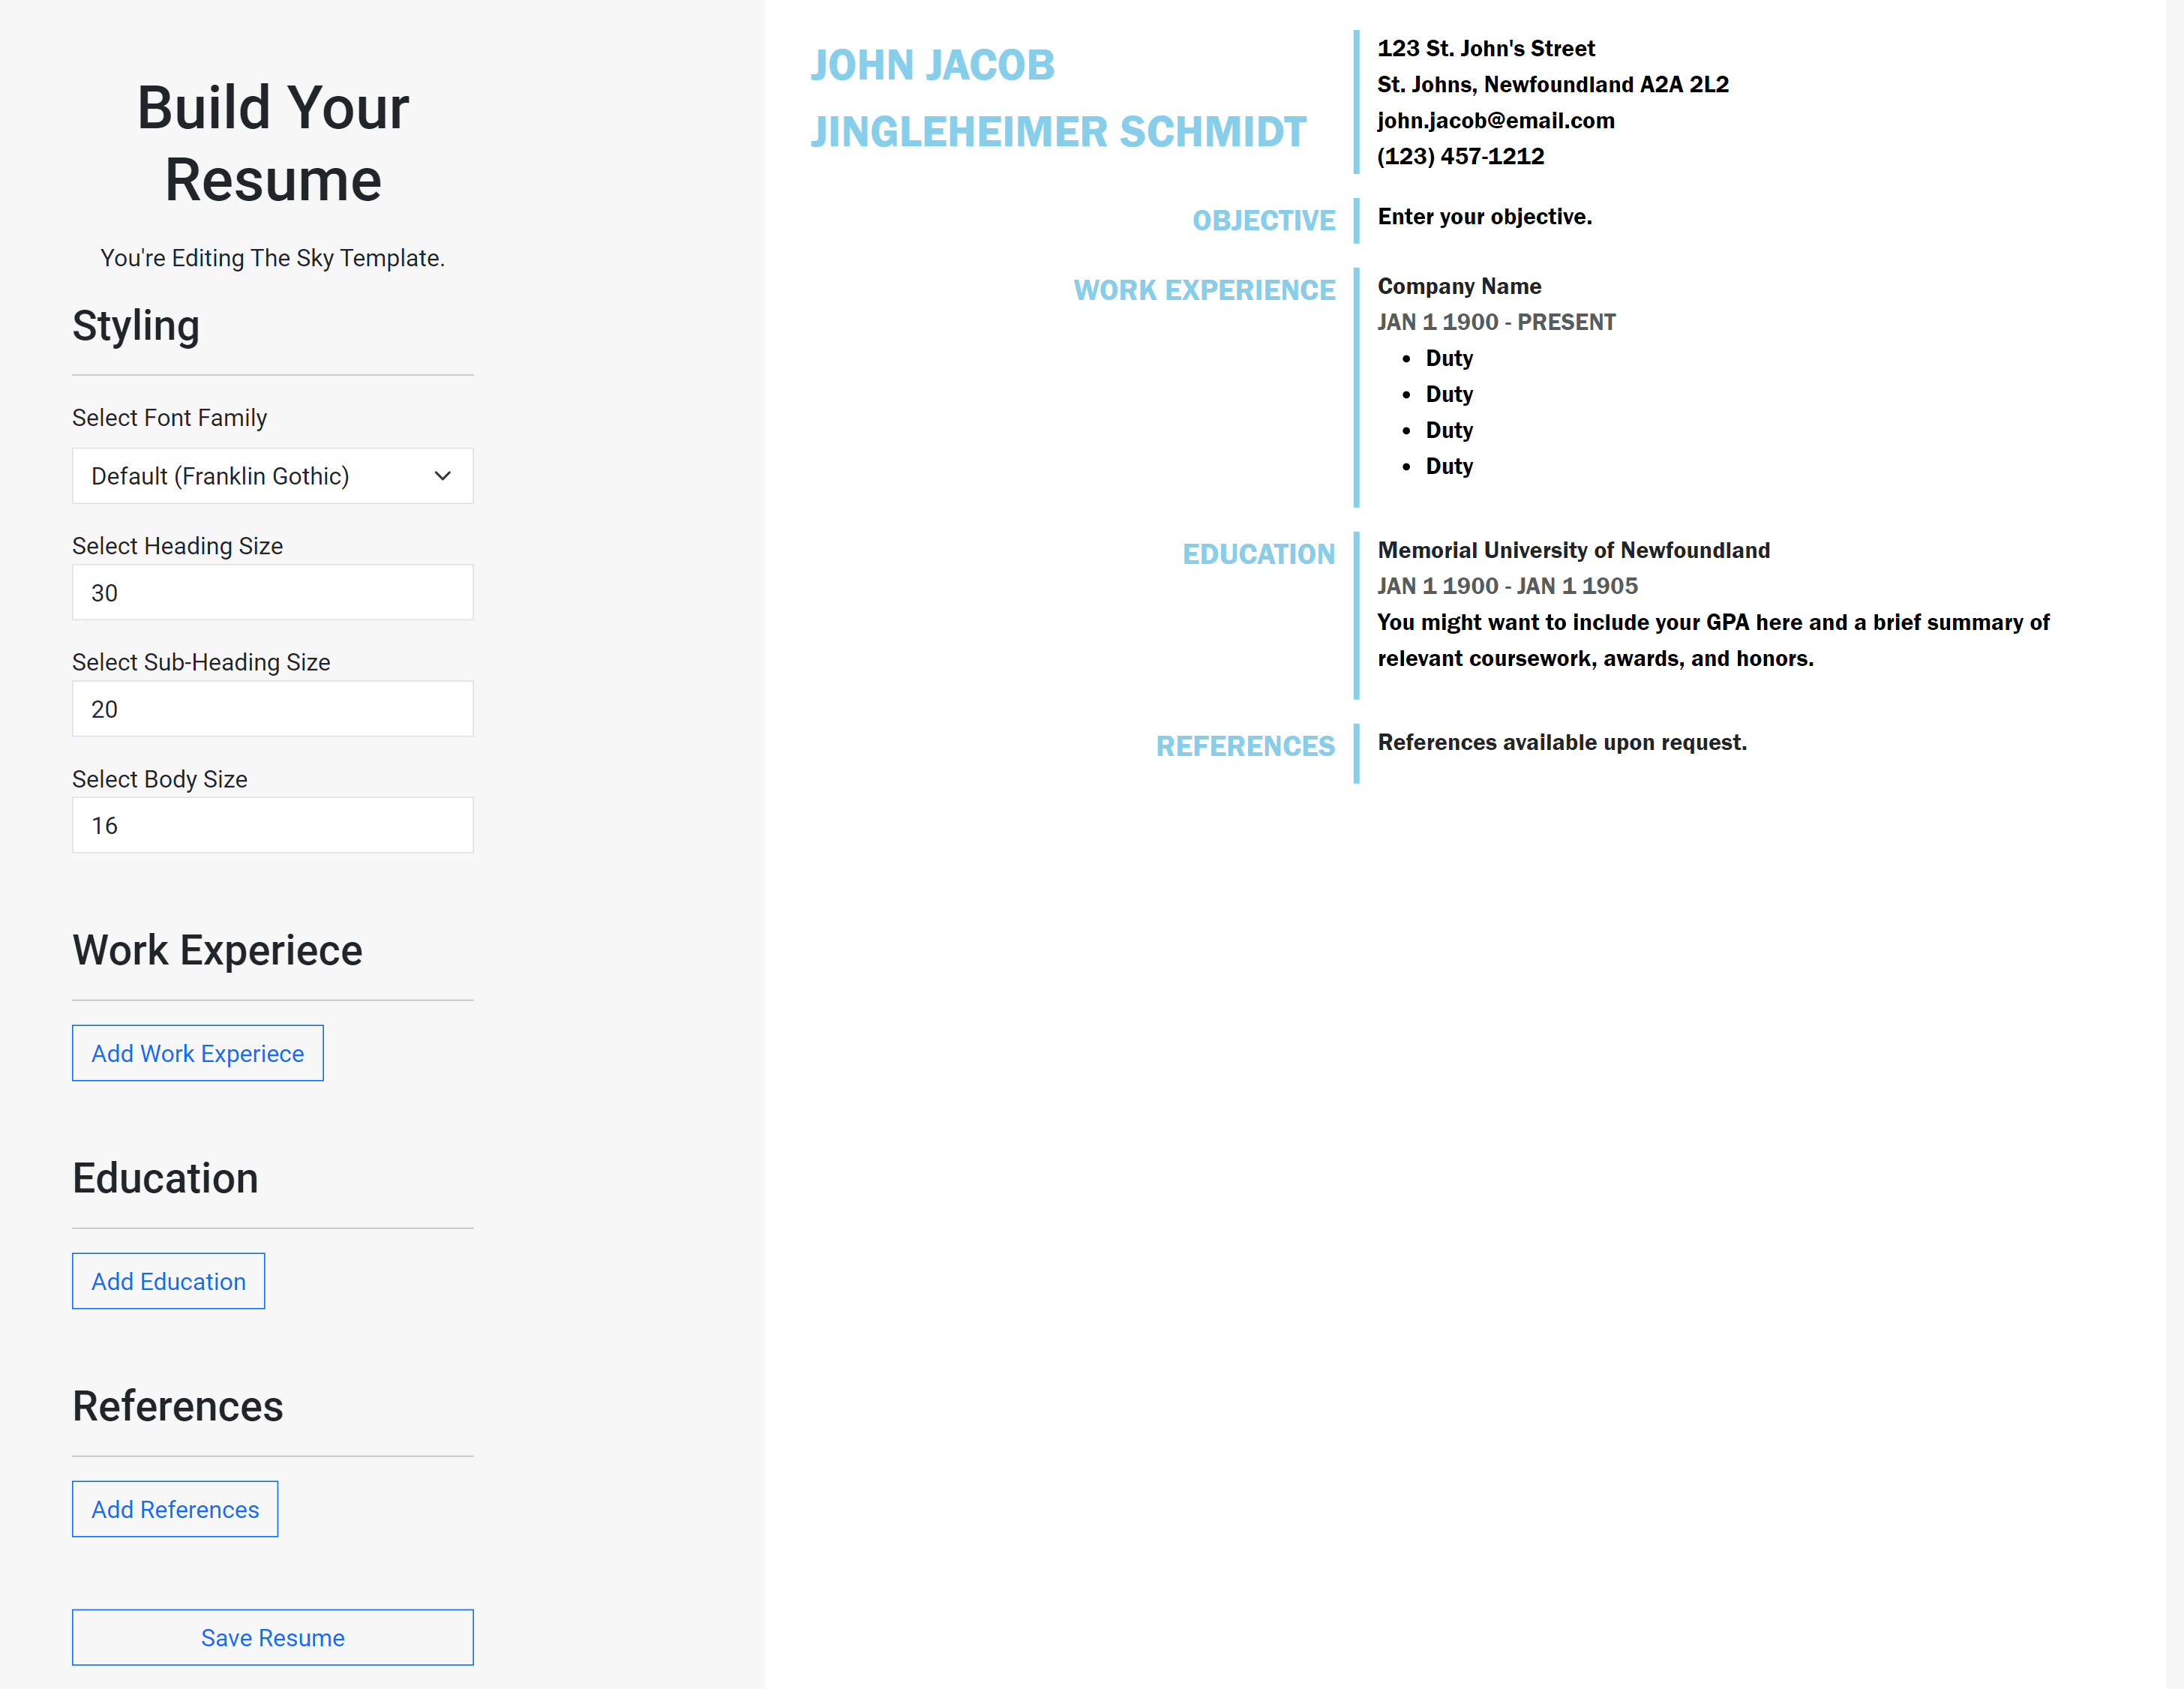 Build Your
Resume
You're Editing The Sky Template.
Styling
Select Font Family
Default (Franklin Gothic)
Select Heading Size
30
Select Sub-Heading Size
20
Select Body Size
16
Work Experiece
Add Work Experiece
Education
Add Education
References
Add References
Save Resume
JOHN JACOB
JINGLEHEIMER SCHMIDT
123 St. John's Street
St. Johns, Newfoundland A2A 2L2
john.jacob@email.com
(123) 457-1212
OBJECTIVE
Enter your objective.
WORK EXPERIENCE
Company Name
JAN 1 1900 - PRESENT
• Duty
• Duty
• Duty
• Duty
EDUCATION
Memorial University of Newfoundland
JAN 1 1900 - JAN 1 1905
You might want to include your GPA here and a brief summary of
relevant coursework, awards, and honors.
REFERENCES
References available upon request.